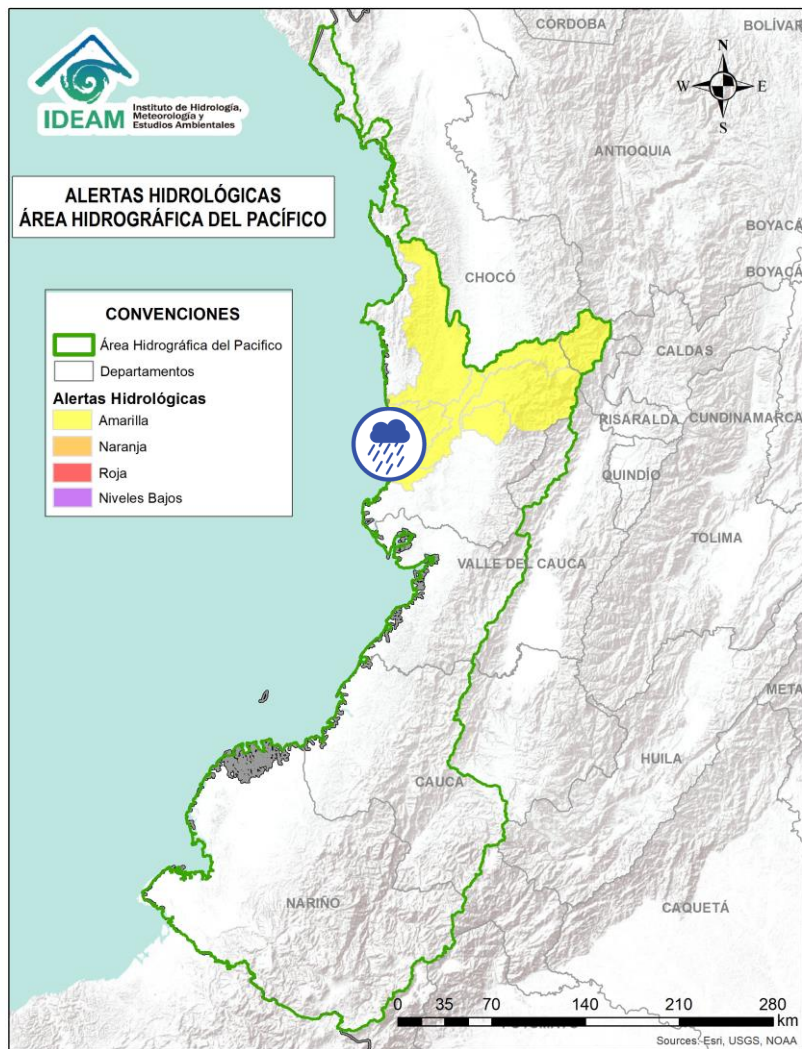 CÓRDOBA
BOLÍVAR
N
W E
S
IDEAM
Instituto de Hidrología,
Meteorología y
Estudios Ambientales
ANTIOQUIA
ALERTAS HIDROLÓGICAS
ÁREA HIDROGRÁFICA DEL PACÍFICO
BOYACÁ
BOYACÁ
CHOCÓ
CONVENCIONES
Área Hidrográfica del Pacifico
Departamentos
Alertas Hidrológicas
Amarilla
Naranja
Roja
Niveles Bajos
CALDAS
RISARALDA
CUNDINAMARCA
QUINDÍO
TOLIMA
VALLE DEL CAUCA
META
HUILA
CAUCA
NARIÑO
CAQUETÁ
0 35 70 140 210 280
km
Sources: Esri, USGS, NOAA